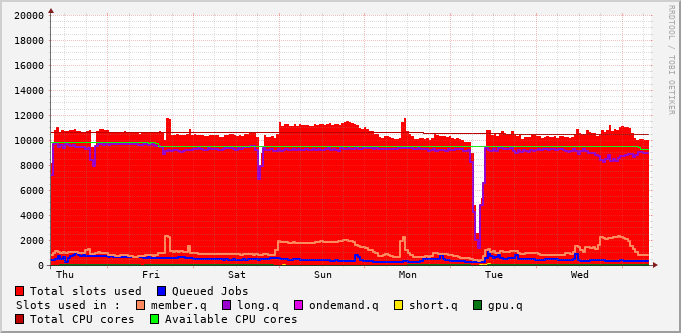 20000
18000
16000
14000
12000
10000
8000
6000
4000
2000
0
Thu Fri Sat Sun Mon Tue Wed
RRDTOOL / TOBI OETIKER
Total slots used Queued Jobs
Slots used in : member.q long.q ondemand.q short.q gpu.q
Total CPU cores Available CPU cores